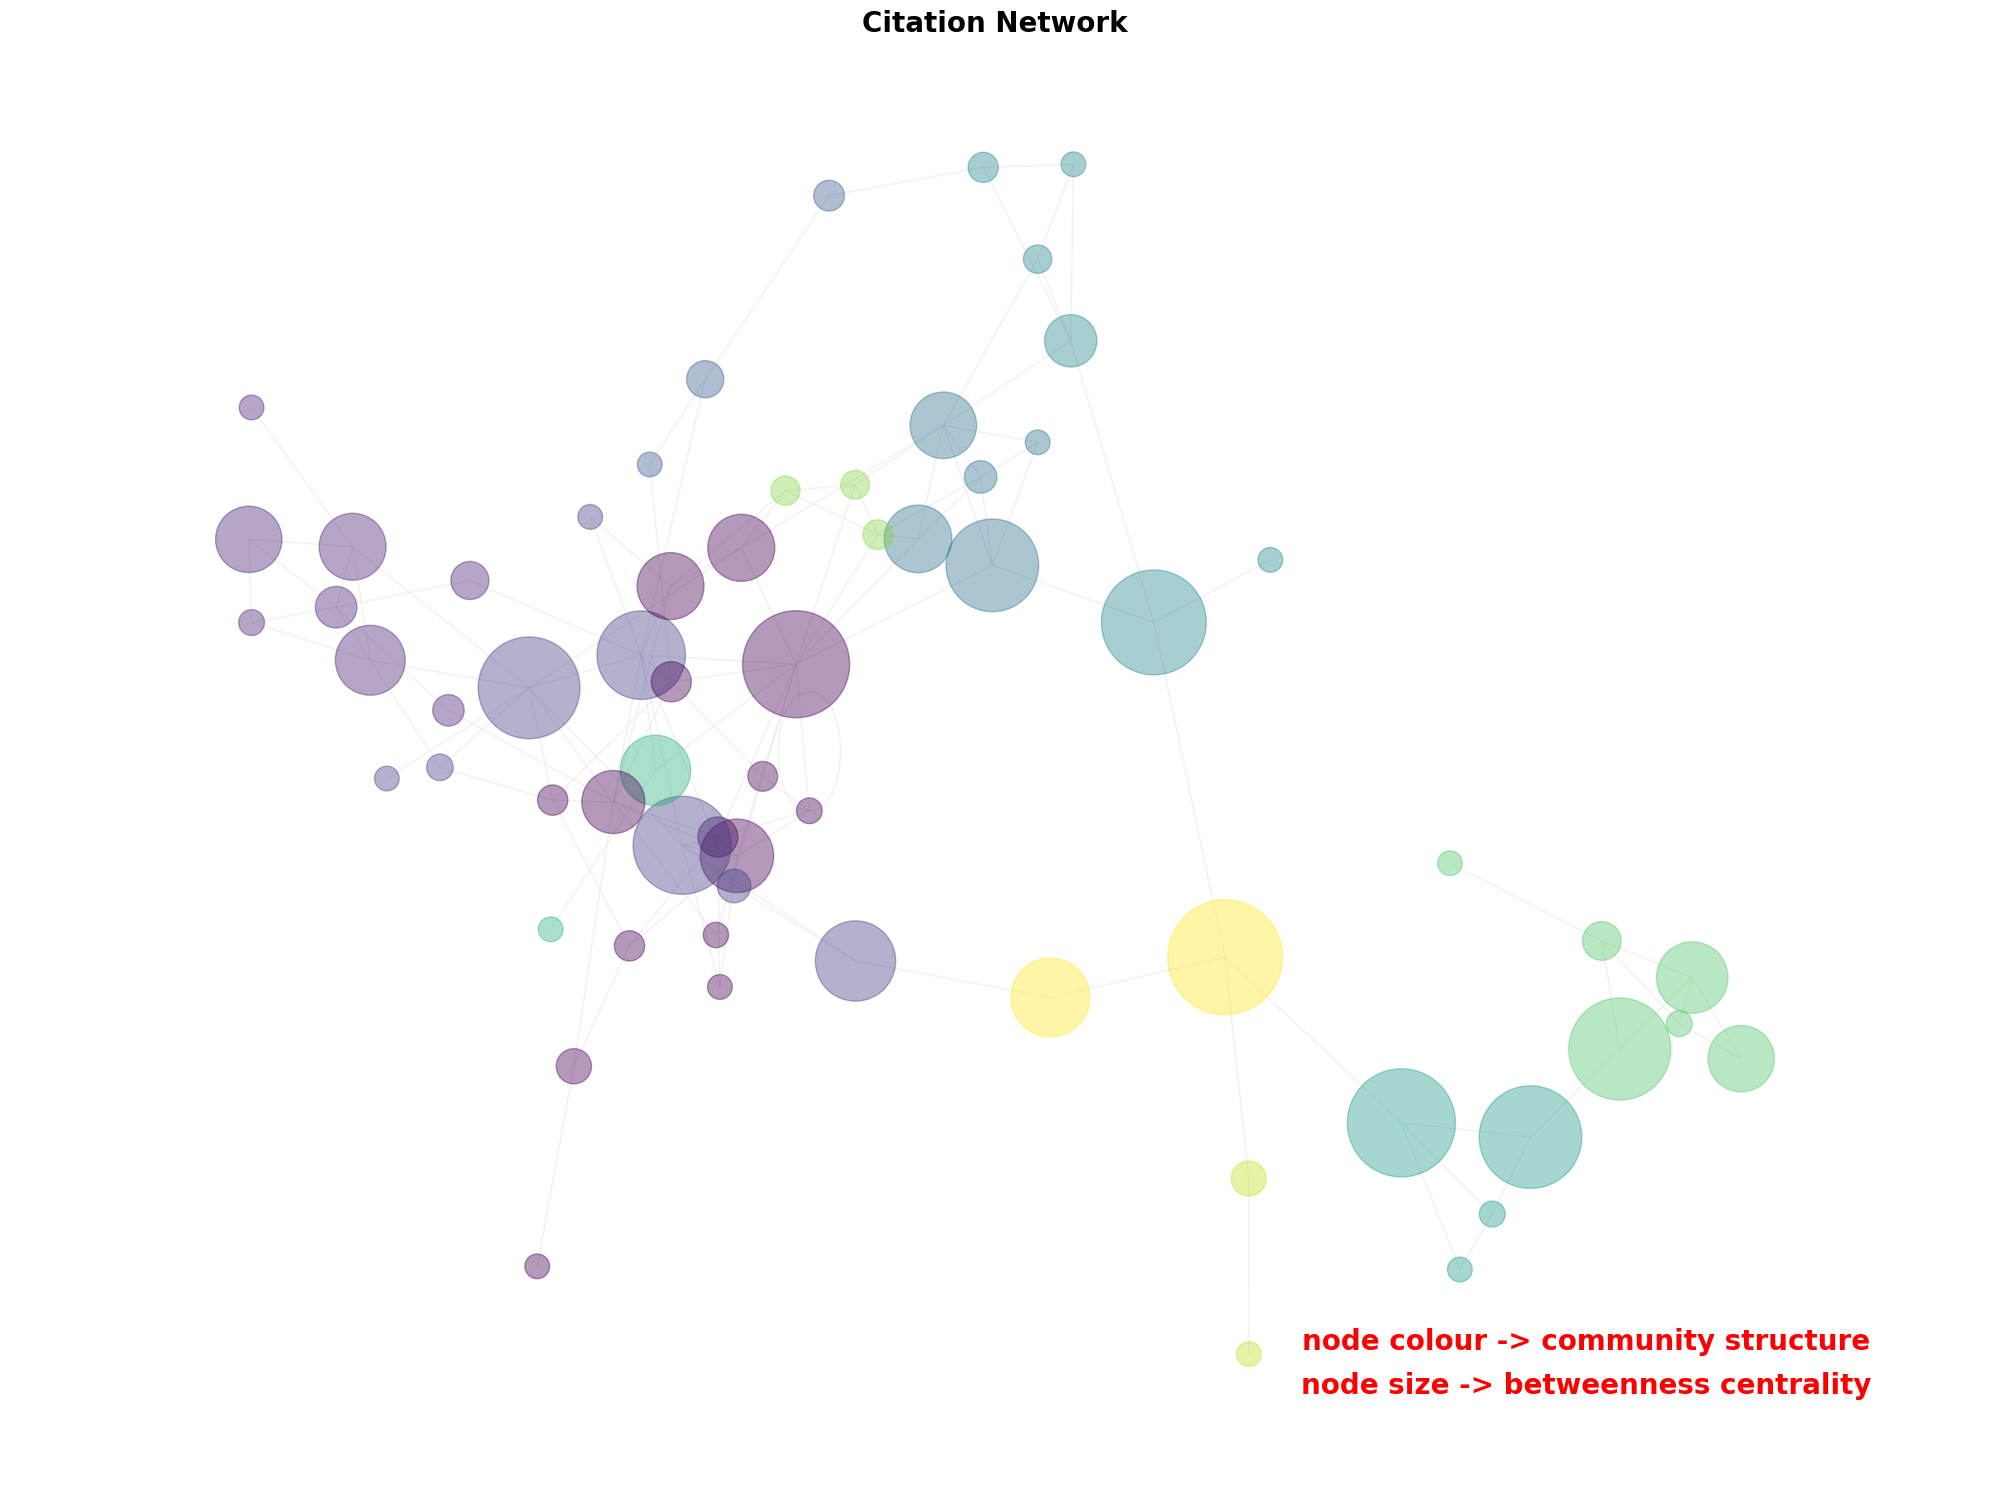 Citation Network
node colour -> community structure
node size -> betweenness centrality